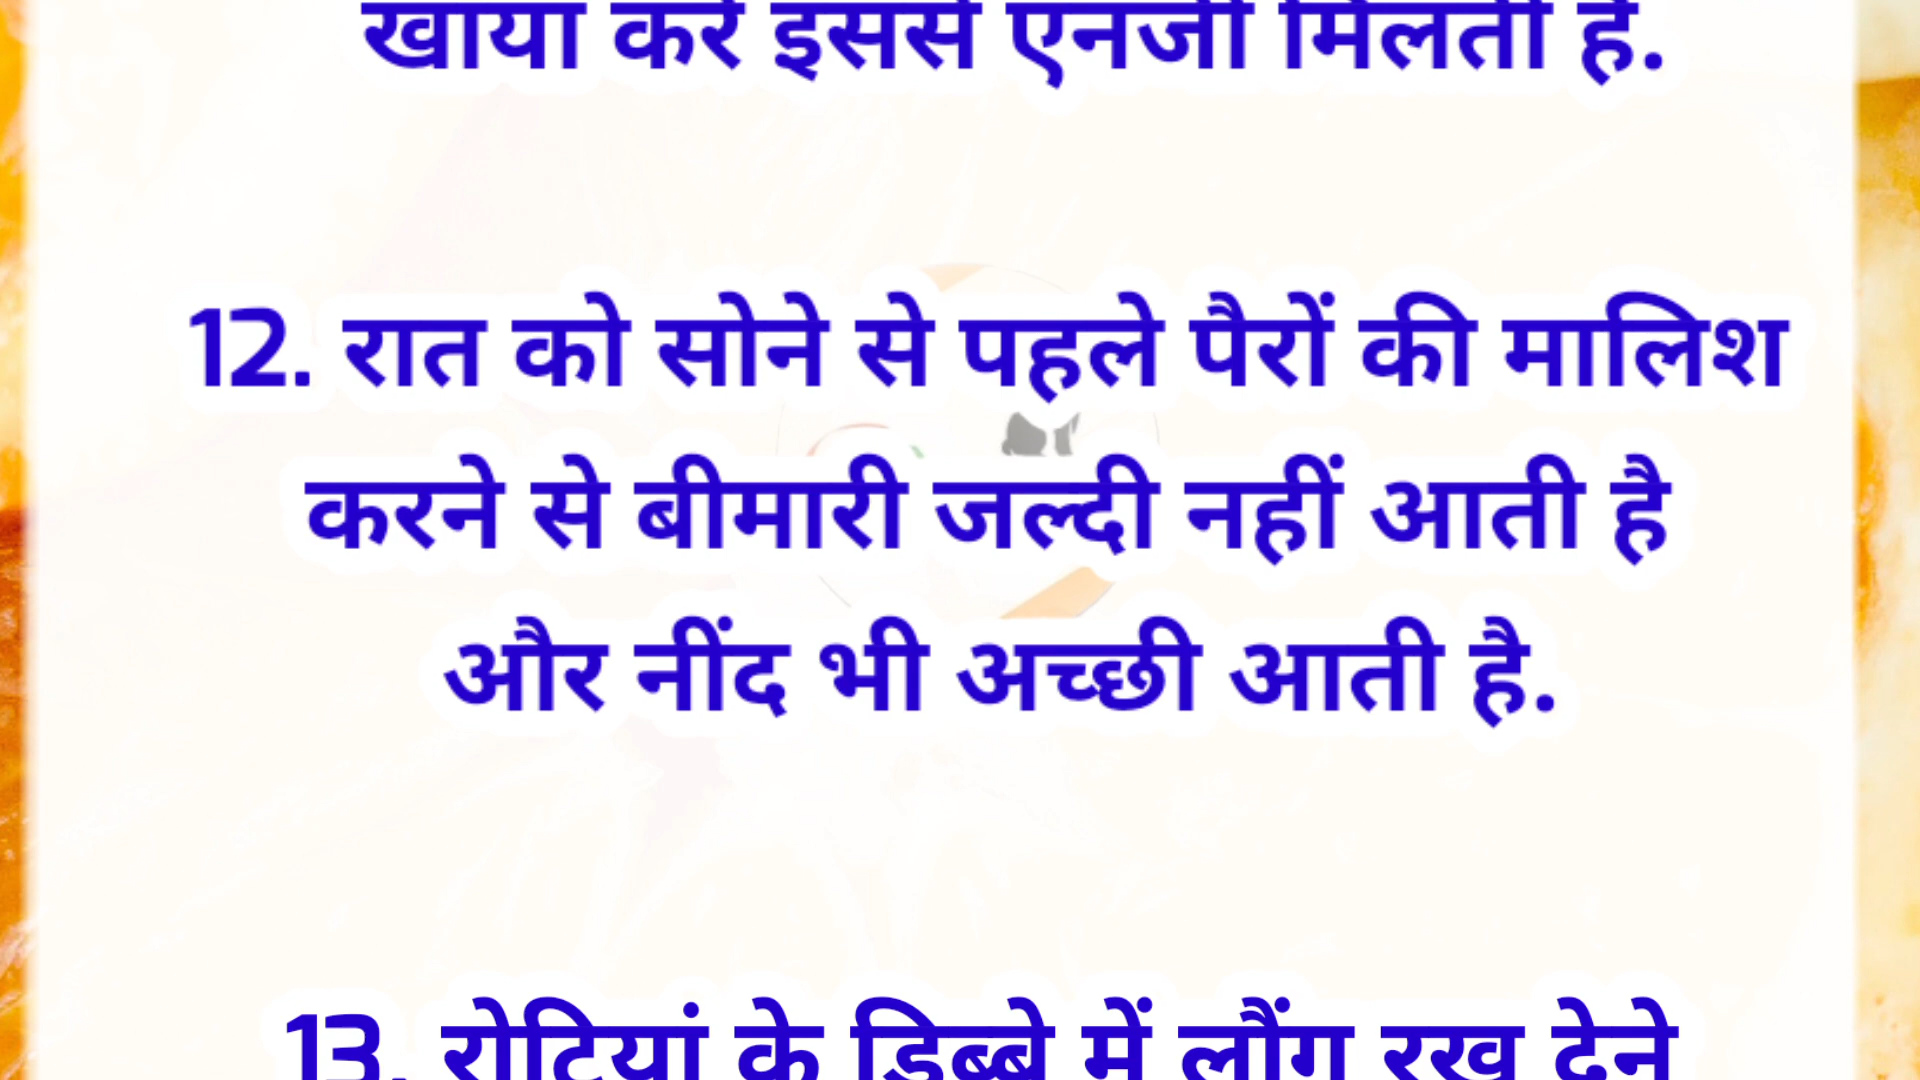 खाया करें इससे एनर्जी मिलती है.
12. रात को सोने से पहले पैरों की मालिश
करने से बीमारी जल्दी नहीं आती है
और नींद भी अच्छी आती है.
13. रोटियां के डिब्बे में लौंग रख देने